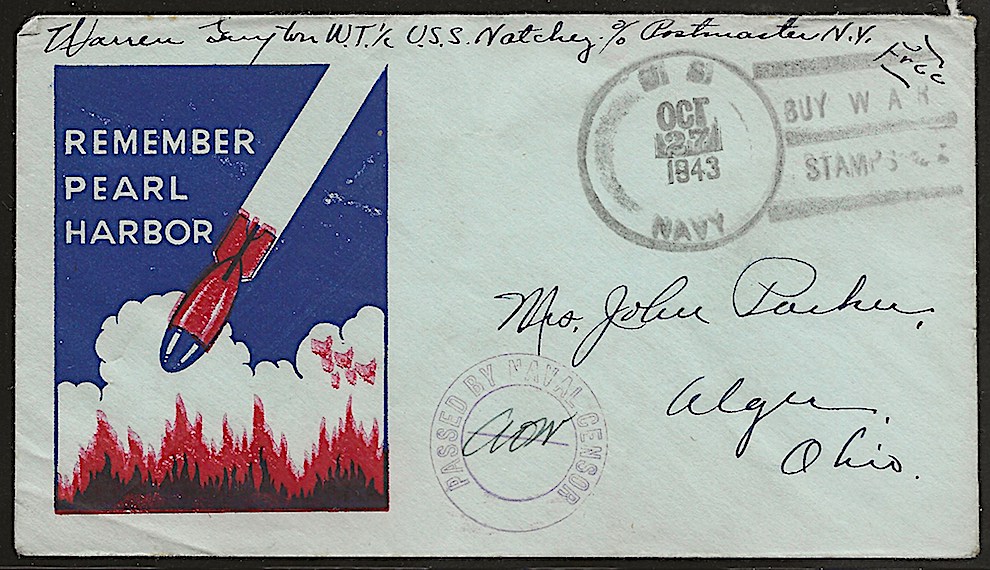 Warren Guyton W.T.1/c U.S.S. Natchez c/o Postmaster N.Y.
Free
REMEMBER
PEARL
HARBOR
U.S.
OCT
27
1943
NAVY
BUY WAR
STAMPS
Mrs. John Parker,
Alger,
Ohio.
PASSED BY NAVAL CENSOR